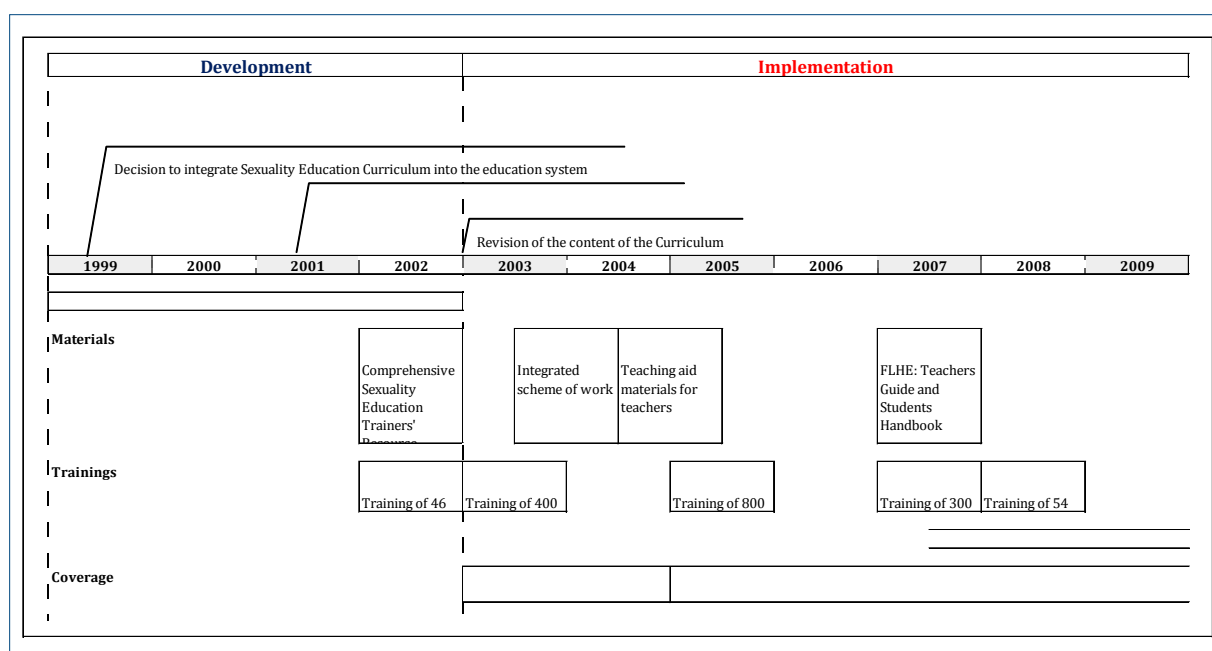 Development Implementation
Decision to integrate Sexuality Education Curriculum into the education system
Revision of the content of the Curriculum
1999 2000 2001 2002 2003 2004 2005 2006 2007 2008 2009
Materials
Comprehensive
Sexuality
Education
Trainers'
Resource
Integrated
scheme of work
Teaching aid
materials for
teachers
FLHE: Teachers
Guide and
Students
Handbook
Trainings
Training of 46
Training of 400
Training of 800
Training of 300
Training of 54
Coverage